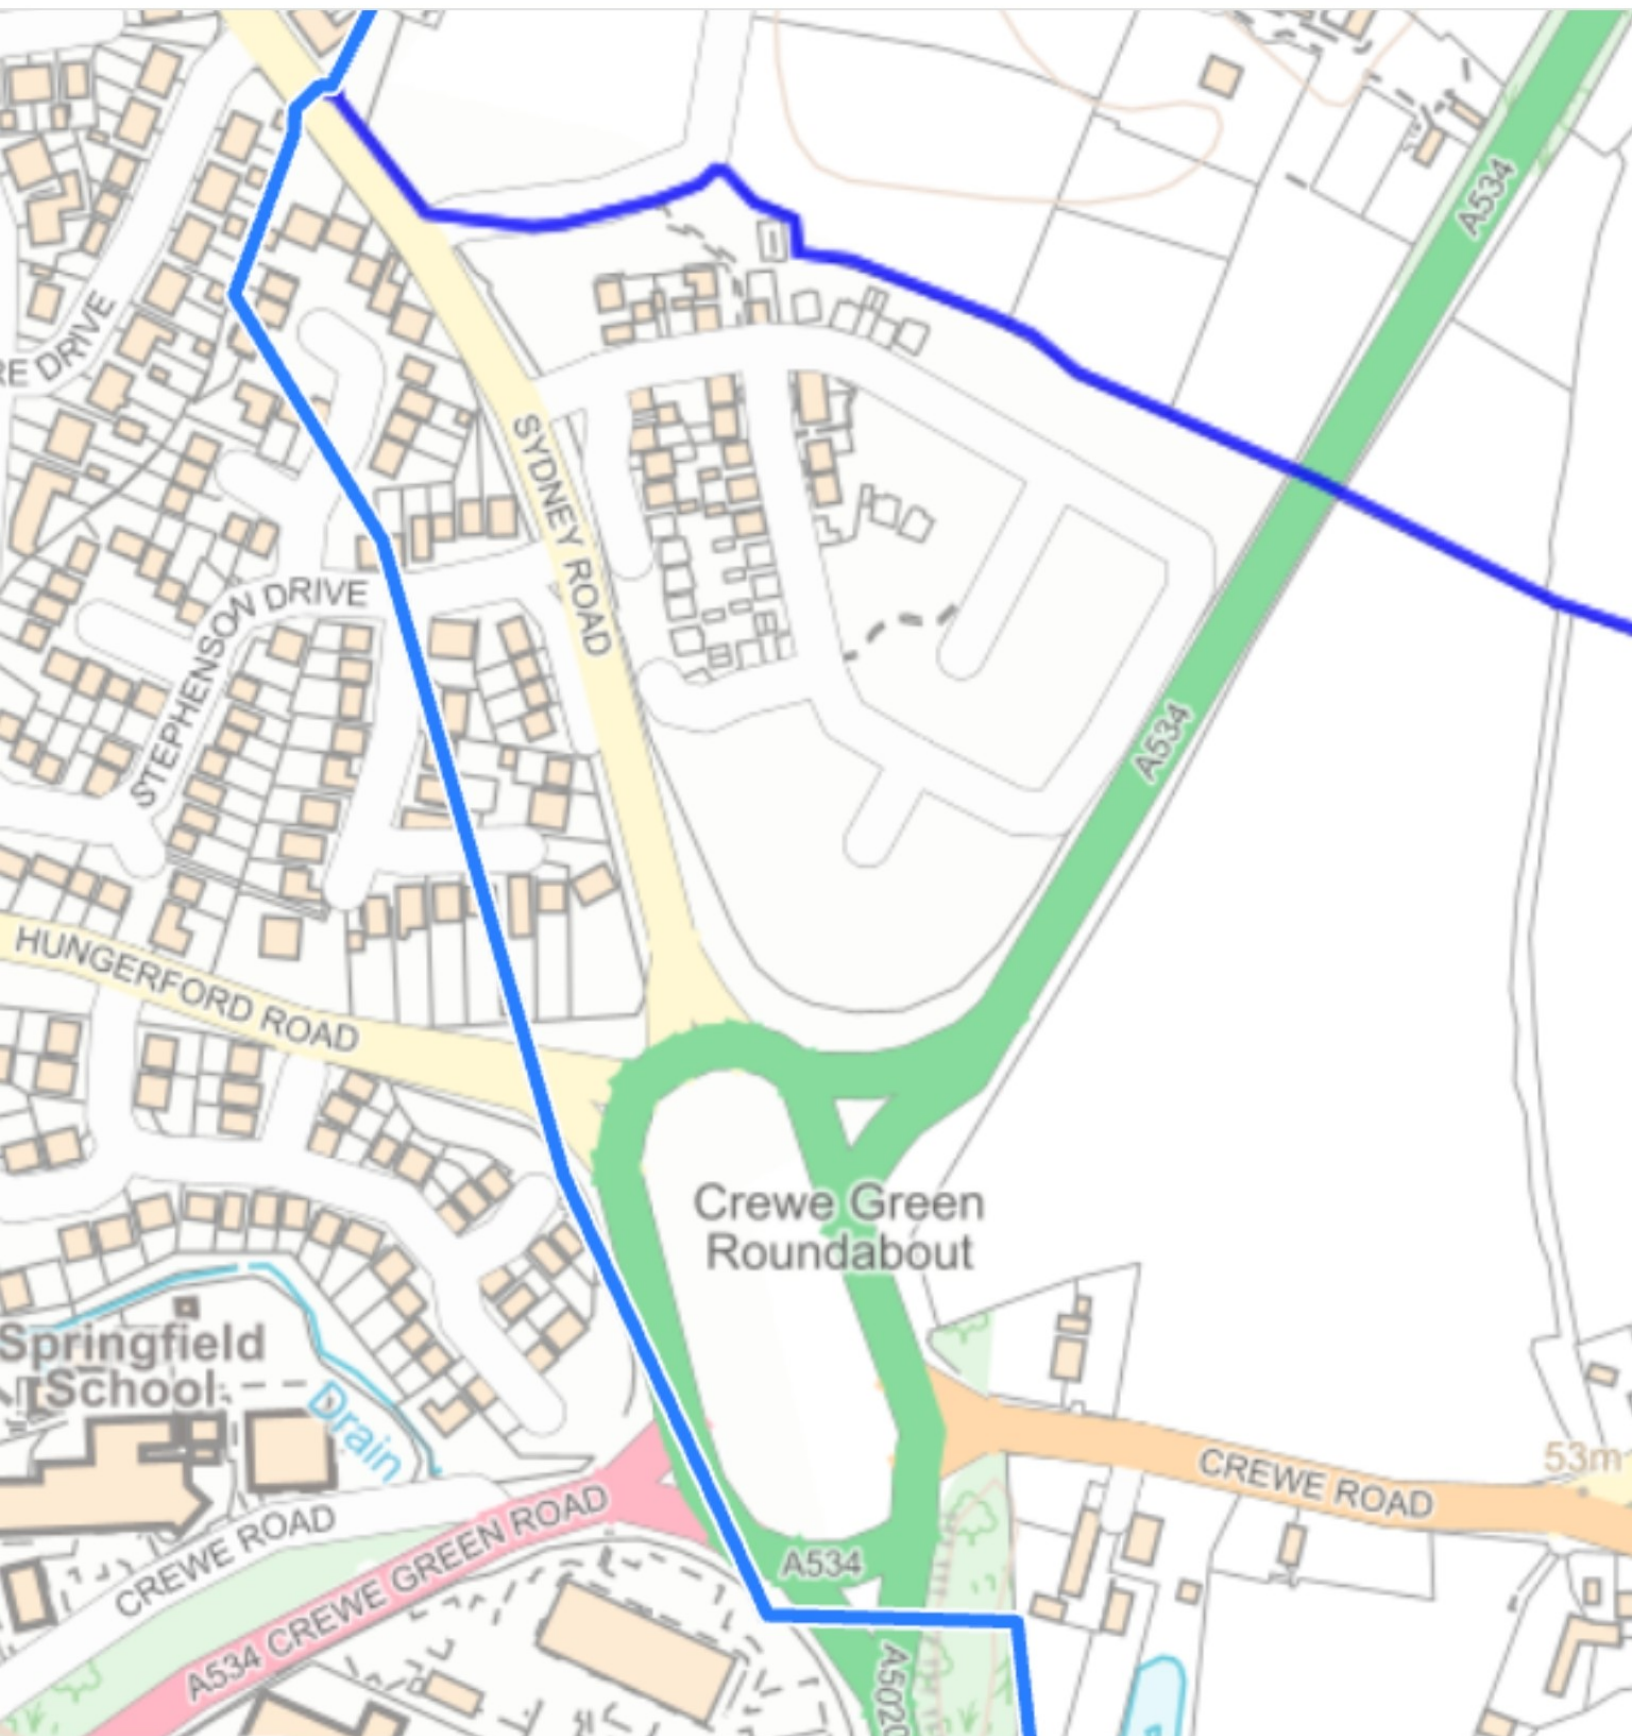 A534
RE DRIVE
SYDNEY ROAD
STEPHENSON DRIVE
A534
HUNGERFORD ROAD
Crewe Green
Roundabout
Springfield
School
Drain
CREWE ROAD
53m
CREWE ROAD
A534 CREWE GREEN ROAD
A534
A5020